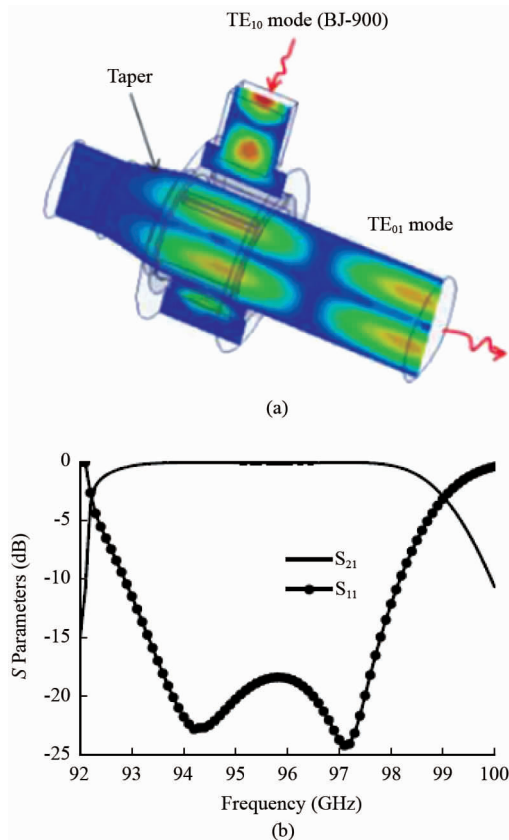 TE₁₀ mode (BJ-900)
Taper
TE₀₁ mode
(a)
0
-5
-10
-15
-20
-25
S Parameters (dB)
S₂₁
S₁₁
92 93 94 95 96 97 98 99 100
Frequency (GHz)
(b)